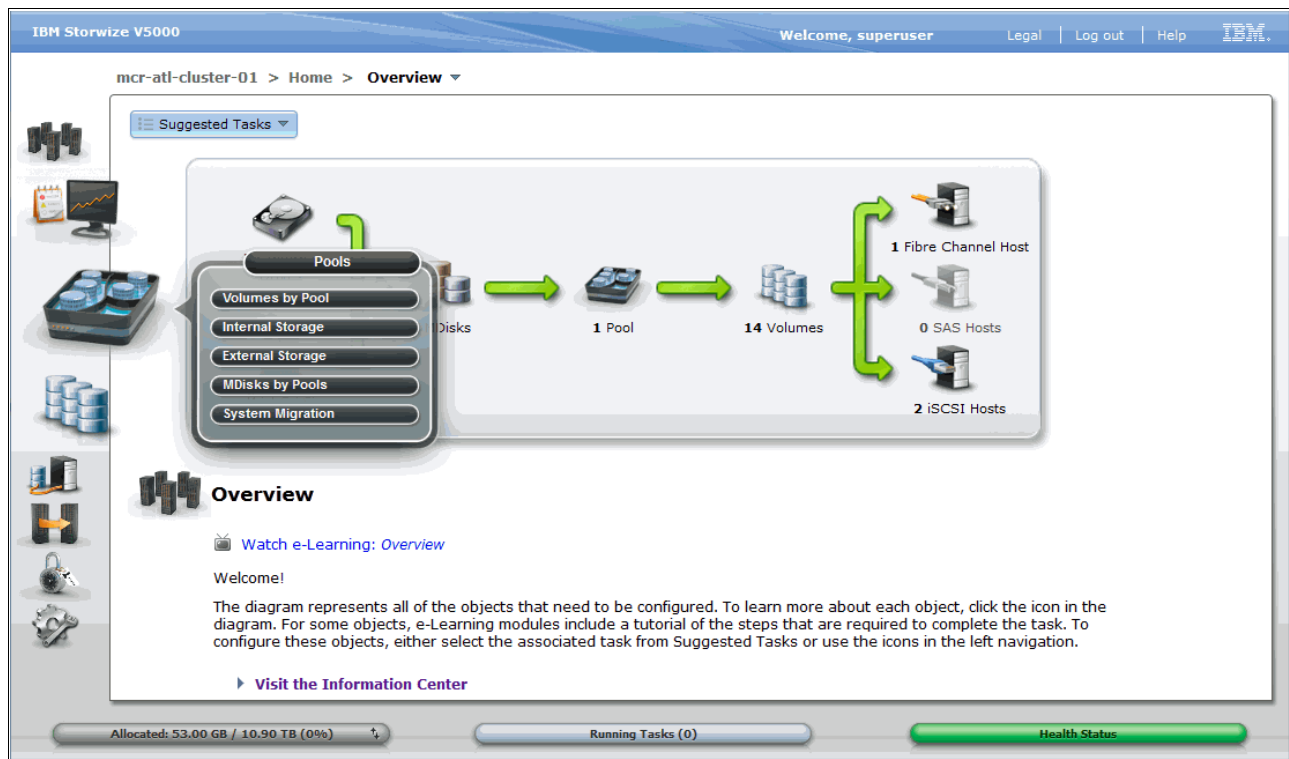 IBM Storwize V5000
Welcome, superuser
Legal | Log out | Help
IBM.
mcr-atl-cluster-01 > Home > Overview
Suggested Tasks
Pools
Volumes by Pool
Internal Storage
External Storage
MDisks by Pools
System Migration
1 Pool
14 Volumes
1 Fibre Channel Host
0 SAS Hosts
2 iSCSI Hosts
Overview
Watch e-Learning: Overview
Welcome!
The diagram represents all of the objects that need to be configured. To learn more about each object, click the icon in the
diagram. For some objects, e-Learning modules include a tutorial of the steps that are required to complete the task. To
configure these objects, either select the associated task from Suggested Tasks or use the icons in the left navigation.
Visit the Information Center
Allocated: 53.00 GB / 10.90 TB (0%)
Running Tasks (0)
Health Status